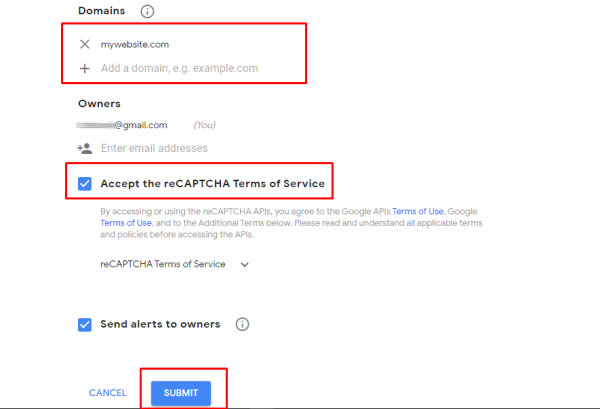 Domains
mywebsite.com
Add a domain, e.g. example.com
Owners
@gmail.com (You)
Enter email addresses
Accept the reCAPTCHA Terms of Service
By accessing or using the reCAPTCHA APIs, you agree to the Google APIs Terms of Use, Google
Terms of Use, and to the Additional Terms below. Please read and understand all applicable terms
and policies before accessing the APIs.
reCAPTCHA Terms of Service
Send alerts to owners
CANCEL SUBMIT